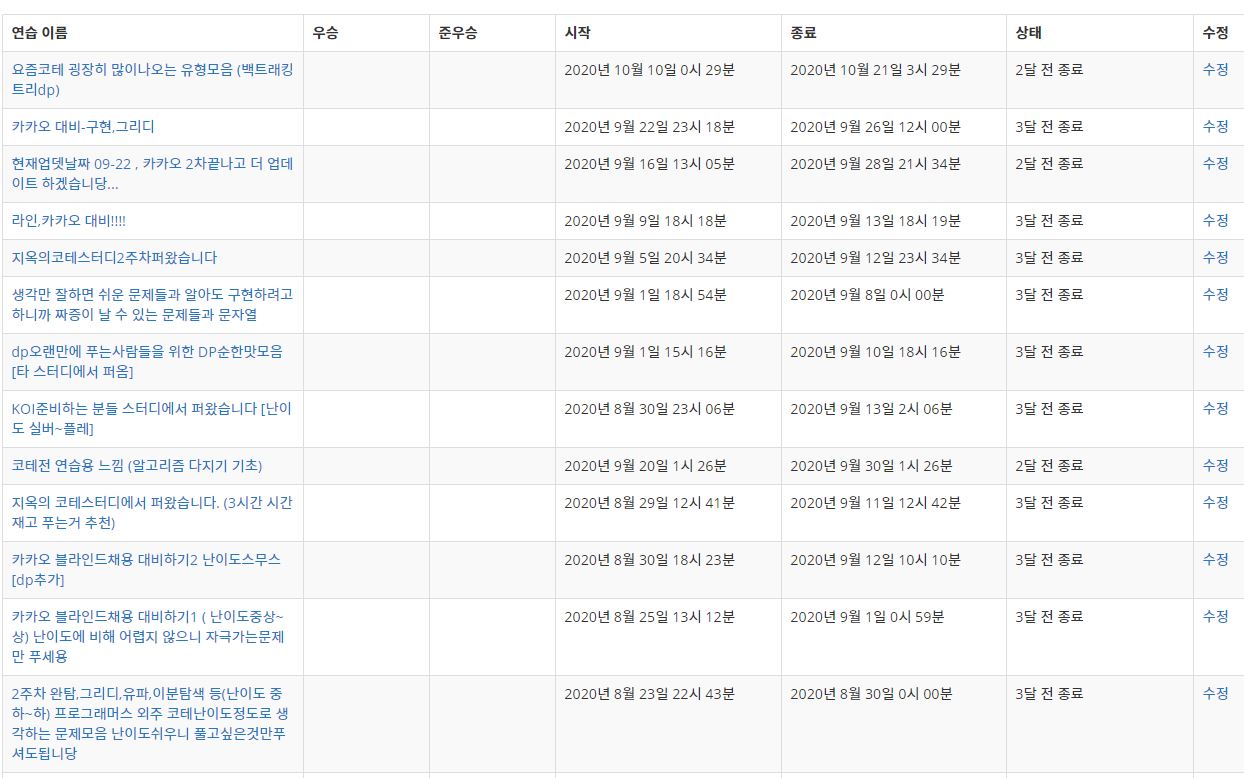 연습 이름 우승 준우승 시작 종료 상태 수정
요즘코테 굉장히 많이나오는 유형모음 (백트래킹 2020년 10월 10일 0시 29분 2020년 10월 21일 3시 29분 2달 전 종료 수정
트리dp)
카카오 대비-구현,그리디 2020년 9월 22일 23시 18분 2020년 9월 26일 12시 00분 3달 전 종료 수정
현재업뎃날짜 09-22 , 카카오 2차끝나고 더 업데 2020년 9월 16일 13시 05분 2020년 9월 28일 21시 34분 2달 전 종료 수정
이트 하겠습니당...
라인,카카오 대비!!!! 2020년 9월 9일 18시 18분 2020년 9월 13일 18시 19분 3달 전 종료 수정
지옥의코테스터디2주차퍼왔습니다 2020년 9월 5일 20시 34분 2020년 9월 12일 23시 34분 3달 전 종료 수정
생각만 잘하면 쉬운 문제들과 알아도 구현하려고 2020년 9월 1일 18시 54분 2020년 9월 8일 0시 00분 3달 전 종료 수정
하니까 짜증이 날 수 있는 문제들과 문자열
dp오랜만에 푸는사람들을 위한 DP순한맛모음 2020년 9월 1일 15시 16분 2020년 9월 10일 18시 16분 3달 전 종료 수정
[타 스터디에서 퍼옴]
KOI준비하는 분들 스터디에서 퍼왔습니다 [난이 2020년 8월 30일 23시 06분 2020년 9월 13일 2시 06분 3달 전 종료 수정
도 실버~플레]
코테전 연습용 느낌 (알고리즘 다지기 기초) 2020년 9월 20일 1시 26분 2020년 9월 30일 1시 26분 2달 전 종료 수정
지옥의 코테스터디에서 퍼왔습니다. (3시간 시간 2020년 8월 29일 12시 41분 2020년 9월 11일 12시 42분 3달 전 종료 수정
재고 푸는거 추천)
카카오 블라인드채용 대비하기2 난이도스무스 2020년 8월 30일 18시 23분 2020년 9월 12일 10시 10분 3달 전 종료 수정
[dp추가]
카카오 블라인드채용 대비하기1 ( 난이도중상~ 2020년 8월 25일 13시 12분 2020년 9월 1일 0시 59분 3달 전 종료 수정
상) 난이도에 비해 어렵지 않으니 자극가는문제
만 푸세용
2주차 완탐,그리디,유파,이분탐색 등(난이도 중 2020년 8월 23일 22시 43분 2020년 8월 30일 0시 00분 3달 전 종료 수정
하~하) 프로그래머스 외주 코테난이도정도로 생
각하는 문제모음 난이도쉬우니 풀고싶은것만푸
셔도됩니당